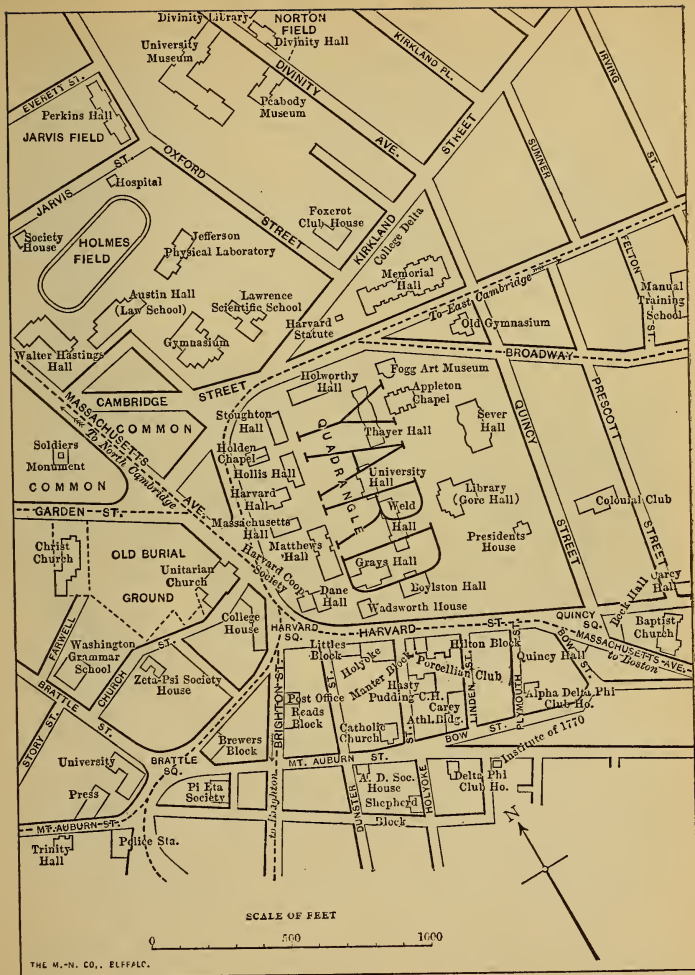 Divinity Library
NORTON
FIELD
Divinity Hall
University
Museum
KIRKLAND PL.
DIVINITY
AVE.
Peabody
Museum
EVERETT ST.
Perkins Hall
JARVIS FIELD
IRVING
ST.
SUMNER
KIRKLAND
STREET
OXFORD
STREET
JARVIS
ST.
Hospital
Foxcrot
Club House
College Delta
Society
House
HOLMES
FIELD
Jefferson
Physical Laboratory
Memorial
Hall
FELTON
ST.
To East Cambridge
Manual
Training
School
Austin Hall
(Law School)
Lawrence
Scientific School
Harvard
Statute
Old Gymnasium
Gymnasium
BROADWAY
Walter Hastings
Hall
Fogg Art Museum
Holworthy
Hall
Appleton
Chapel
CAMBRIDGE
STREET
COMMON
MASSACHUSETTS
AVE.
To North Cambridge
Stoughton
Hall
QUADRANGLE
Thayer Hall
Sever
Hall
QUINCY
STREET
PRESCOTT
STREET
Soldiers
Monument
COMMON
Holden
Chapel
Hollis Hall
University
Hall
Harvard
Hall
Weld
Hall
Library
(Gore Hall)
Colonial Club
GARDEN ST.
Massachusetts
Hall
Christ
Church
OLD BURIAL
GROUND
Unitarian
Church
Harvard Coop.
Society
Matthews
Hall
Presidents
House
Grays Hall
Boylston Hall
Dane
Hall
Wadsworth House
Beck Hall
Carey
Hall
College
House
HARVARD
SQ.
HARVARD
ST.
QUINCY
SQ.
Baptist
Church
MASSACHUSETTS AVE.
to Boston
FARWELL
Washington
Grammar
School
CHURCH
ST.
Zeta-Psi Society
House
Littles
Block
Holyoke
Manter Block
Hilton Block
Porcellian Club
Quincy Hall
BOW
ST.
BRATTLE
ST.
STORY ST.
BRIGHTON ST.
to Brighton
Post Office
Reads
Block
Hasty
Pudding C.H.
Carey
Athl.Bldg.
LINDEN ST.
PLYMOUTH ST.
Alpha Delta Phi
Club Ho.
Brewers
Block
Catholic
Church
ST.
ST.
BOW
ST.
Institute of 1770
MT. AUBURN
ST.
BRATTLE
SQ.
University
Press
Pi Eta
Society
A. D. Soc.
House
Shepherd
Block
DUNSTER
HOLYOKE
Delta Phi
Club Ho.
MT. AUBURN ST.
Trinity
Hall
Police Sta.
N
SCALE OF FEET
0 500 1000
THE M.-N. CO., BUFFALO.